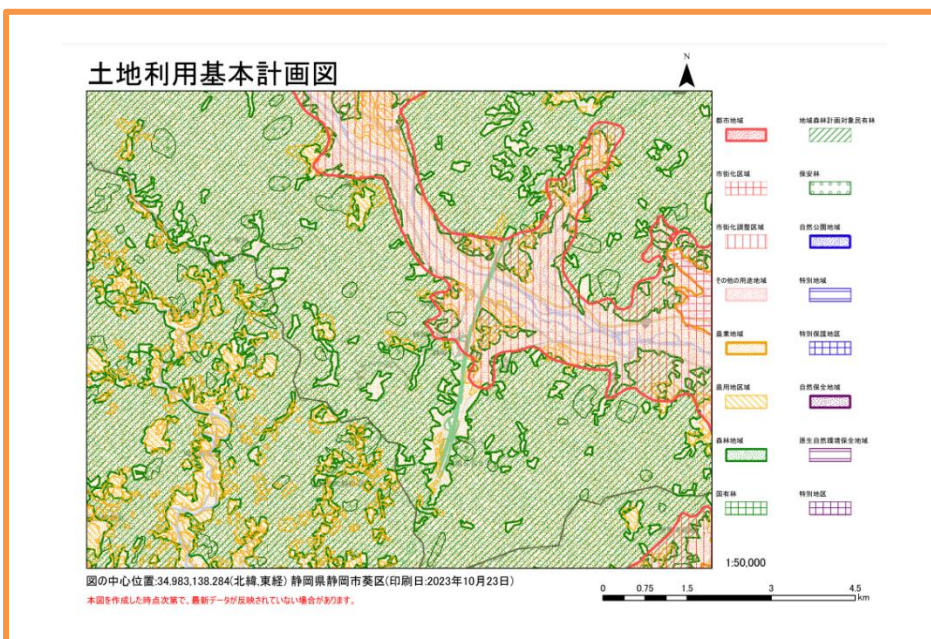 土地利用基本計画図
N
都市地域
地域森林計画対象民有林
市街化区域
保安林
市街化調整区域
自然公園地域
その他の用途地域
特別地域
農業地域
特別保護地区
農用地区域
自然保全地域
森林地域
原生自然環境保全地域
国有林
特別地区
1:50,000
図の中心位置:34.983,138.284(北緯,東経) 静岡県静岡市葵区(印刷日:2023年10月23日)
本図を作成した時点次第で、最新データが反映されていない場合があります。
0 0.75 1.5 3 4.5
km